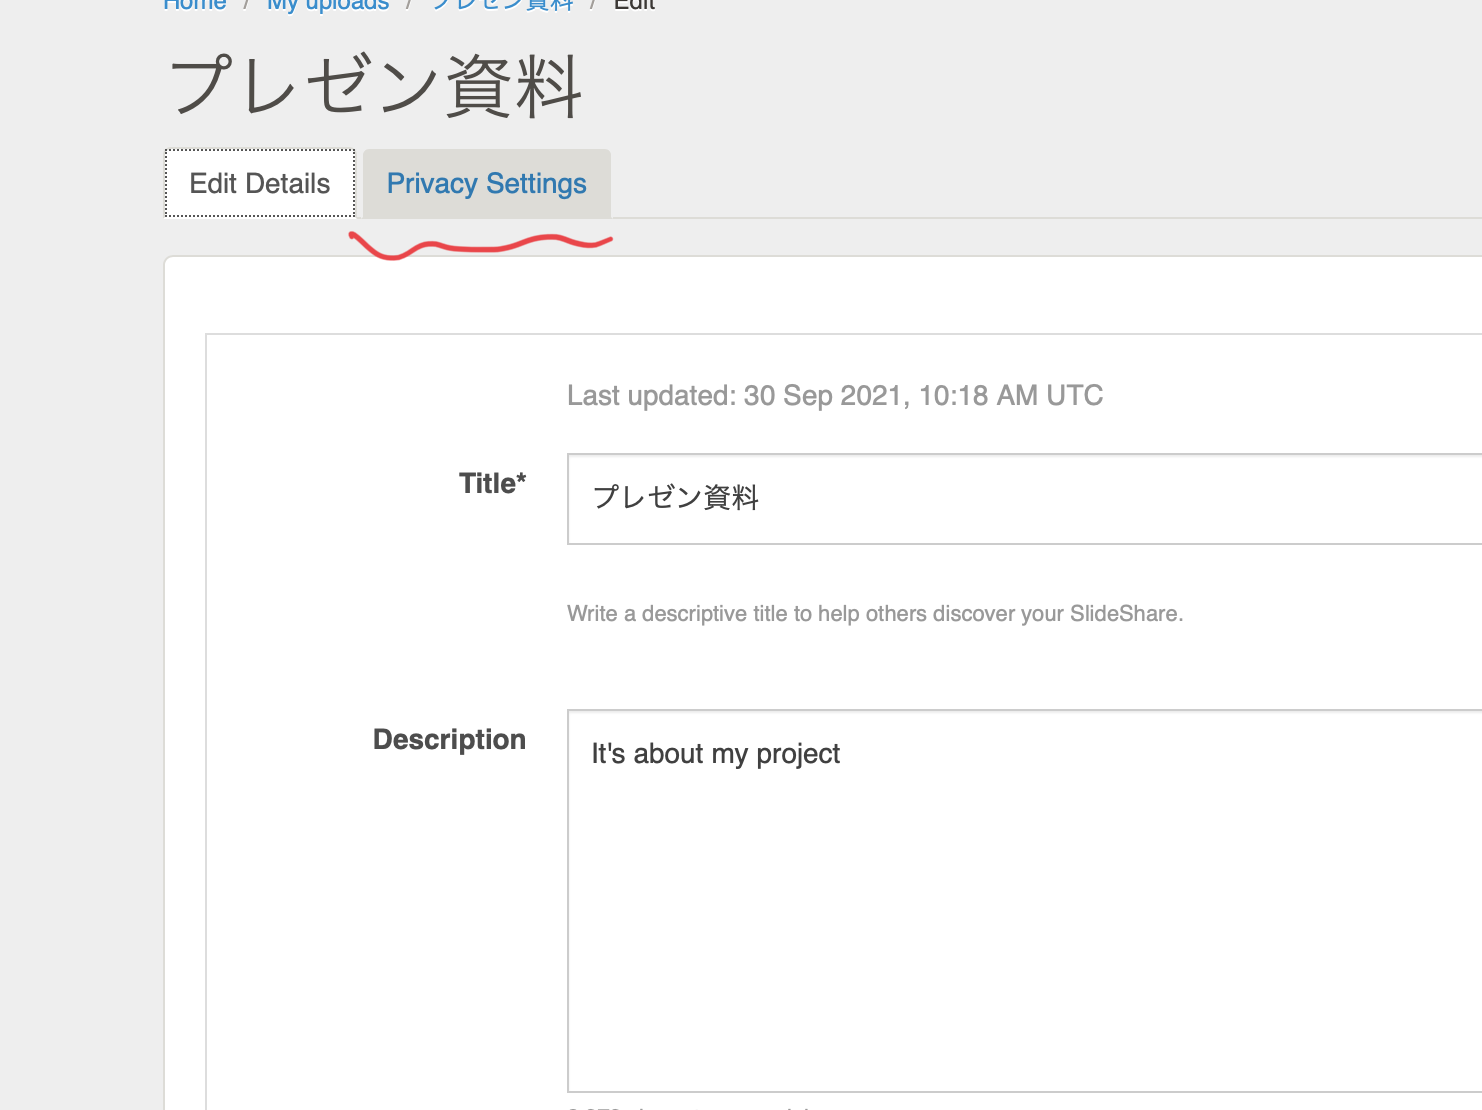 Home / My uploads / プレゼン資料 / Edit
プレゼン資料
Edit Details
Privacy Settings
Last updated: 30 Sep 2021, 10:18 AM UTC
Title*
プレゼン資料
Write a descriptive title to help others discover your SlideShare.
Description
It's about my project